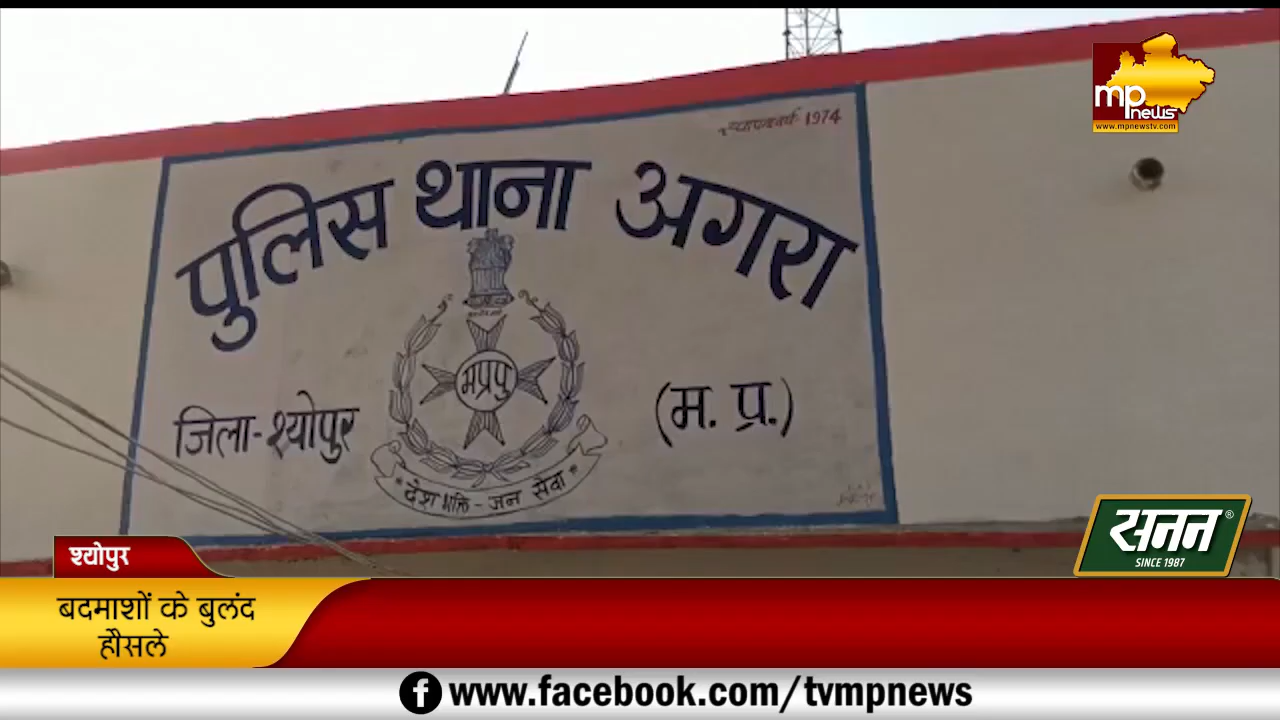 mp
news
www.mpnewstv.com
स्थापना वर्ष 1974
पुलिस थाना अगरा
मप्रपु
जिला-श्योपुर
(म. प्र.)
"देश भक्ति - जन सेवा"
सनन ®
SINCE 1987
श्योपुर
बदमाशों के बुलंद
हौसले
www.facebook.com/tvmpnews